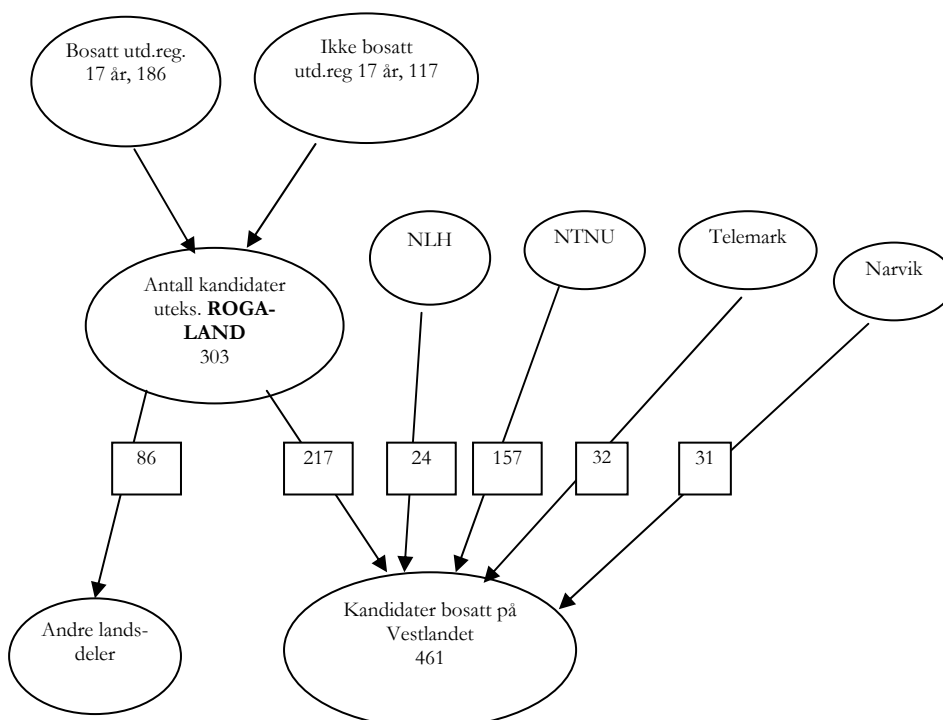 Bosatt utd.reg.
17 år, 186
Ikke bosatt
utd.reg 17 år, 117
NLH
NTNU
Telemark
Narvik
Antall kandidater
uteks. ROGA-
LAND
303
86
217
24
157
32
31
Andre lands-
deler
Kandidater bosatt på
Vestlandet
461